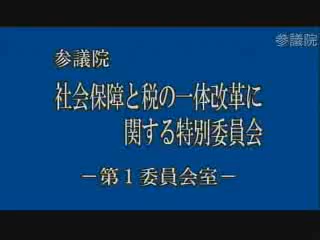 参議院
参議院
社会保障と税の一体改革に
関する特別委員会
－第１委員会室－